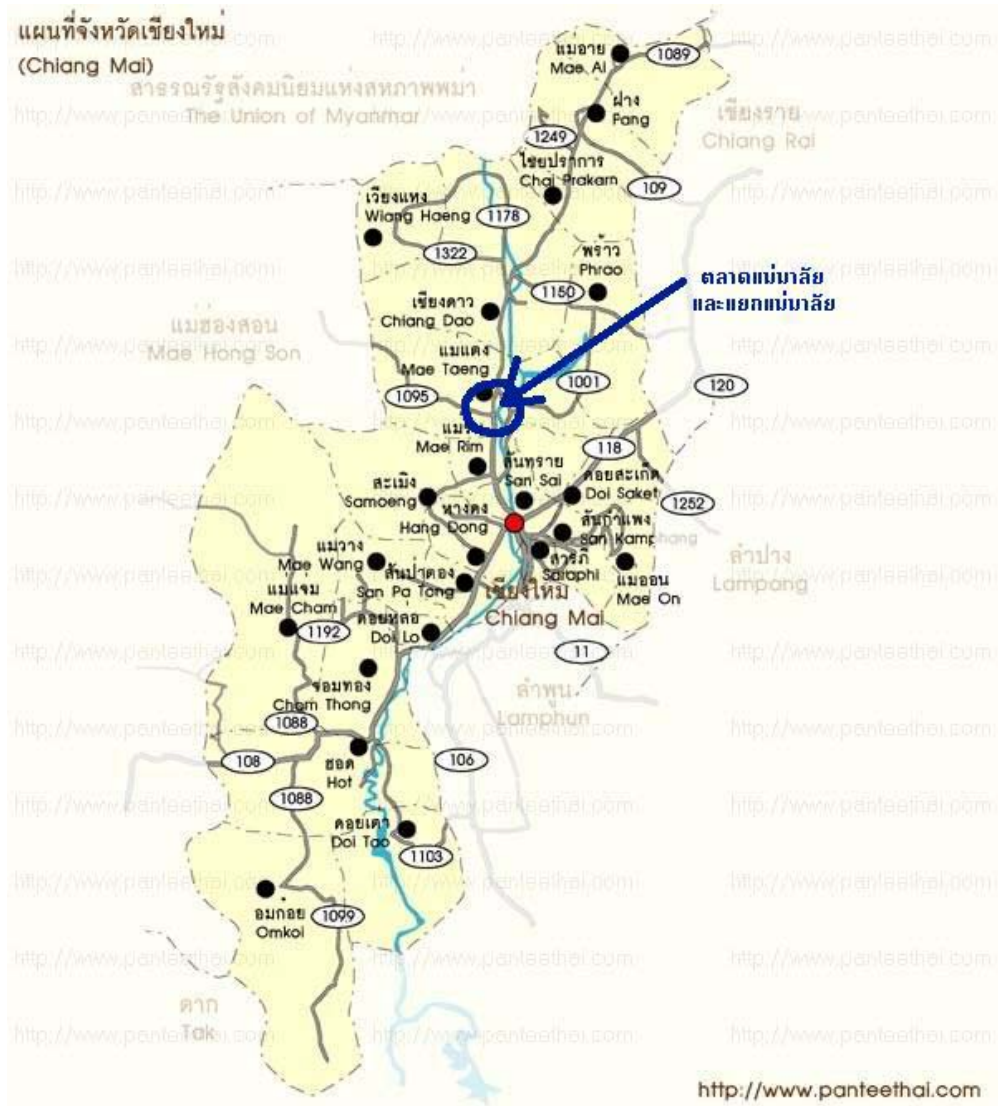 แผนที่จังหวัดเชียงใหม่
(Chiang Mai)
สาธารณรัฐสังคมนิยมแห่งสหภาพพม่า
The Union of Myanmar
แม่อาย
Mae Ai
1089
ฝาง
Fang
เชียงราย
Chiang Rai
1249
ไชยปราการ
Chai Prakarn
109
เวียงแหง
Wiang Haeng
1178
1322
พร้าว
Phrao
1150
ตลาดแม่มาลัย
และแยกแม่มาลัย
เชียงดาว
Chiang Dao
แม่ฮ่องสอน
Mae Hong Son
แม่แตง
Mae Taeng
1095
1001
120
Mae Rim
118
สันทราย
San Sai
ดอยสะเก็ด
Doi Saket
สะเมิง
Samoeng
1252
หางดง
Hang Dong
สันกำแพง
San Kamphang
แม่วาง
Mae Wang
สันป่าตอง
San Pa Tong
สารภี
Saraphi
ลำปาง
Lampang
แม่ออน
Mae On
แม่แจ่ม
Mae Cham
เชียงใหม่
Chiang Mai
1192
ดอยหล่อ
Doi Lo
11
จอมทอง
Chom Thong
ลำพูน
Lamphun
1088
108
ฮอด
Hot
106
1088
ดอยเต่า
Doi Tao
1103
อมก๋อย
Omkoi
1099
ตาก
Tak
http://www.panteethai.com